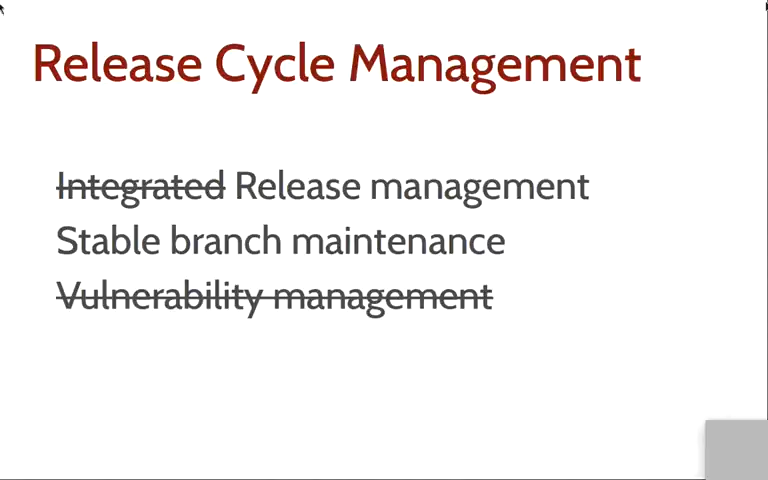 Release Cycle Management
Integrated Release management
Stable branch maintenance
Vulnerability management